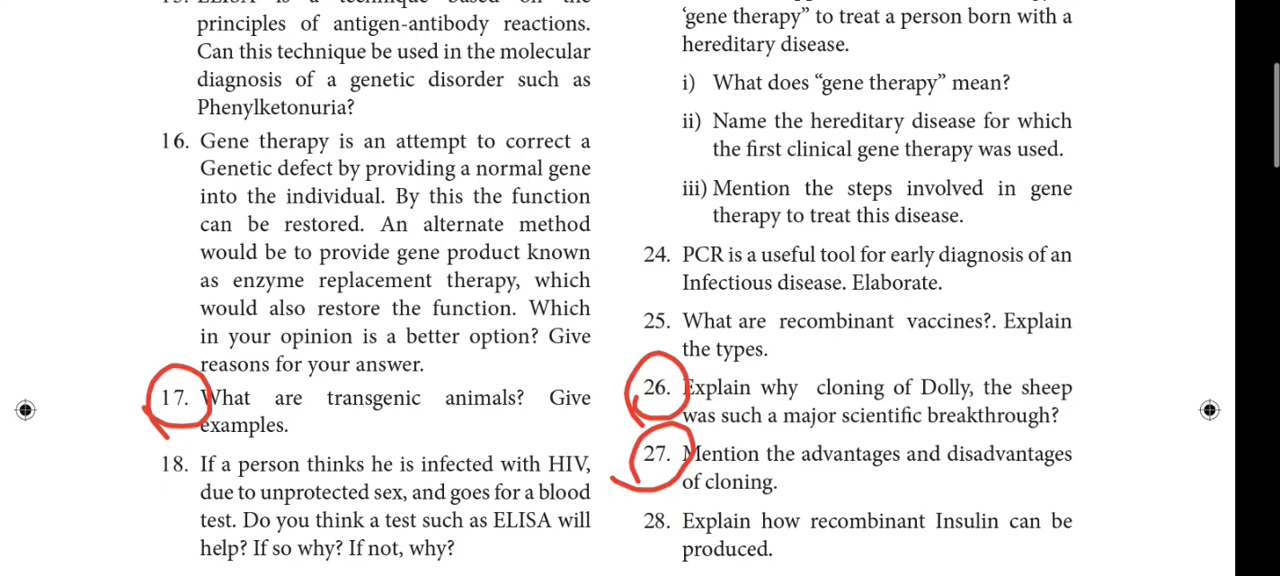 principles of antigen-antibody reactions.
Can this technique be used in the molecular
diagnosis of a genetic disorder such as
Phenylketonuria?
16. Gene therapy is an attempt to correct a
Genetic defect by providing a normal gene
into the individual. By this the function
can be restored. An alternate method
would be to provide gene product known
as enzyme replacement therapy, which
would also restore the function. Which
in your opinion is a better option? Give
reasons for your answer.
17. What are transgenic animals? Give
examples.
18. If a person thinks he is infected with HIV,
due to unprotected sex, and goes for a blood
test. Do you think a test such as ELISA will
help? If so why? If not, why?
‘gene therapy” to treat a person born with a
hereditary disease.
i) What does “gene therapy” mean?
ii) Name the hereditary disease for which
the first clinical gene therapy was used.
iii) Mention the steps involved in gene
therapy to treat this disease.
24. PCR is a useful tool for early diagnosis of an
Infectious disease. Elaborate.
25. What are recombinant vaccines?. Explain
the types.
26. Explain why cloning of Dolly, the sheep
was such a major scientific breakthrough?
27. Mention the advantages and disadvantages
of cloning.
28. Explain how recombinant Insulin can be
produced.